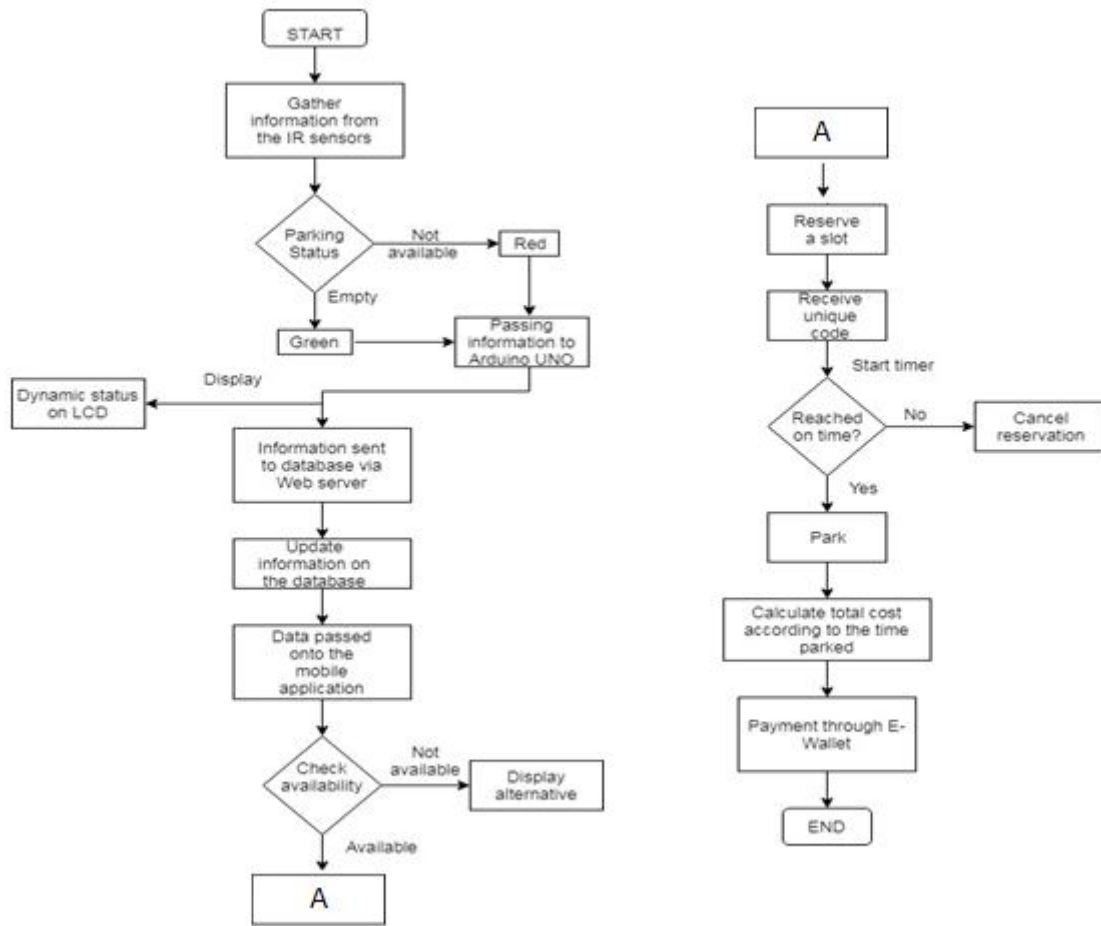 START
Gather
information from
the IR sensors
Parking
Status
Not
available
Red
Empty
Green
Passing
information to
Arduino UNO
Display
Dynamic status
on LCD
Information sent
to database via
Web server
Update
information on
the database
Data passed
onto the
mobile
application
Check
availability
Not
available
Display
alternative
Available
A
A
Reserve
a slot
Receive
unique
code
Start timer
Reached
on time?
No
Cancel
reservation
Yes
Park
Calculate total cost
according to the time
parked
Payment through E-
Wallet
END